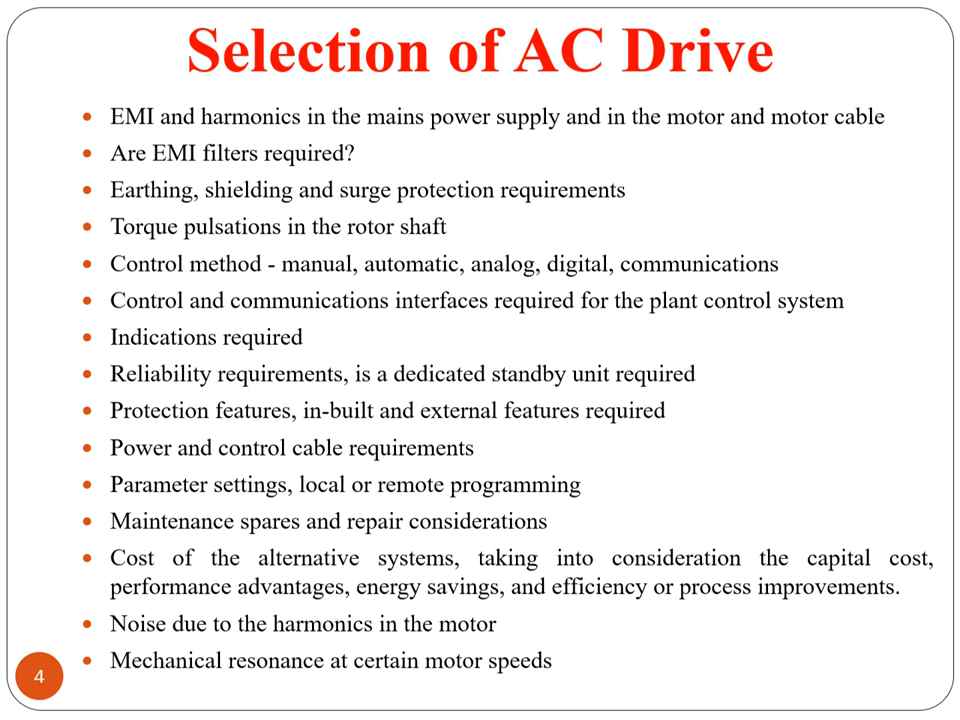 Selection of AC Drive
• EMI and harmonics in the mains power supply and in the motor and motor cable
• Are EMI filters required?
• Earthing, shielding and surge protection requirements
• Torque pulsations in the rotor shaft
• Control method - manual, automatic, analog, digital, communications
• Control and communications interfaces required for the plant control system
• Indications required
• Reliability requirements, is a dedicated standby unit required
• Protection features, in-built and external features required
• Power and control cable requirements
• Parameter settings, local or remote programming
• Maintenance spares and repair considerations
• Cost of the alternative systems, taking into consideration the capital cost,
performance advantages, energy savings, and efficiency or process improvements.
• Noise due to the harmonics in the motor
• Mechanical resonance at certain motor speeds
4